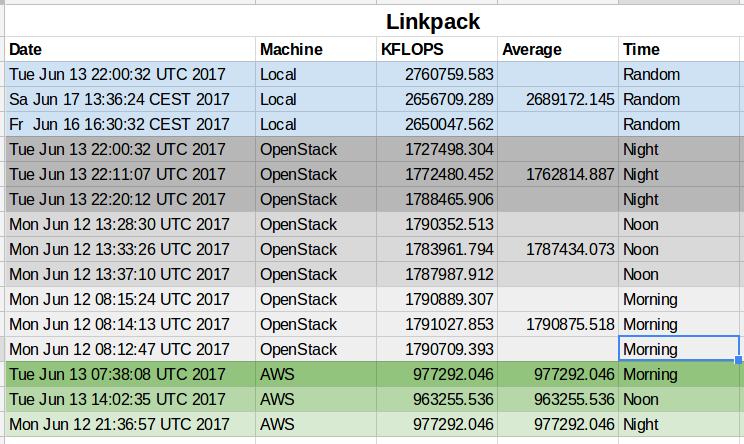 Linkpack
Date Machine KFLOPS Average Time
Tue Jun 13 22:00:32 UTC 2017 Local 2760759.583 Random
Sa Jun 17 13:36:24 CEST 2017 Local 2656709.289 2689172.145 Random
Fr Jun 16 16:30:32 CEST 2017 Local 2650047.562 Random
Tue Jun 13 22:00:32 UTC 2017 OpenStack 1727498.304 Night
Tue Jun 13 22:11:07 UTC 2017 OpenStack 1772480.452 1762814.887 Night
Tue Jun 13 22:20:12 UTC 2017 OpenStack 1788465.906 Night
Mon Jun 12 13:28:30 UTC 2017 OpenStack 1790352.513 Noon
Mon Jun 12 13:33:26 UTC 2017 OpenStack 1783961.794 1787434.073 Noon
Mon Jun 12 13:37:10 UTC 2017 OpenStack 1787987.912 Noon
Mon Jun 12 08:15:24 UTC 2017 OpenStack 1790889.307 Morning
Mon Jun 12 08:14:13 UTC 2017 OpenStack 1791027.853 1790875.518 Morning
Mon Jun 12 08:12:47 UTC 2017 OpenStack 1790709.393 Morning
Tue Jun 13 07:38:08 UTC 2017 AWS 977292.046 977292.046 Morning
Tue Jun 13 14:02:35 UTC 2017 AWS 963255.536 963255.536 Noon
Mon Jun 12 21:36:57 UTC 2017 AWS 977292.046 977292.046 Night